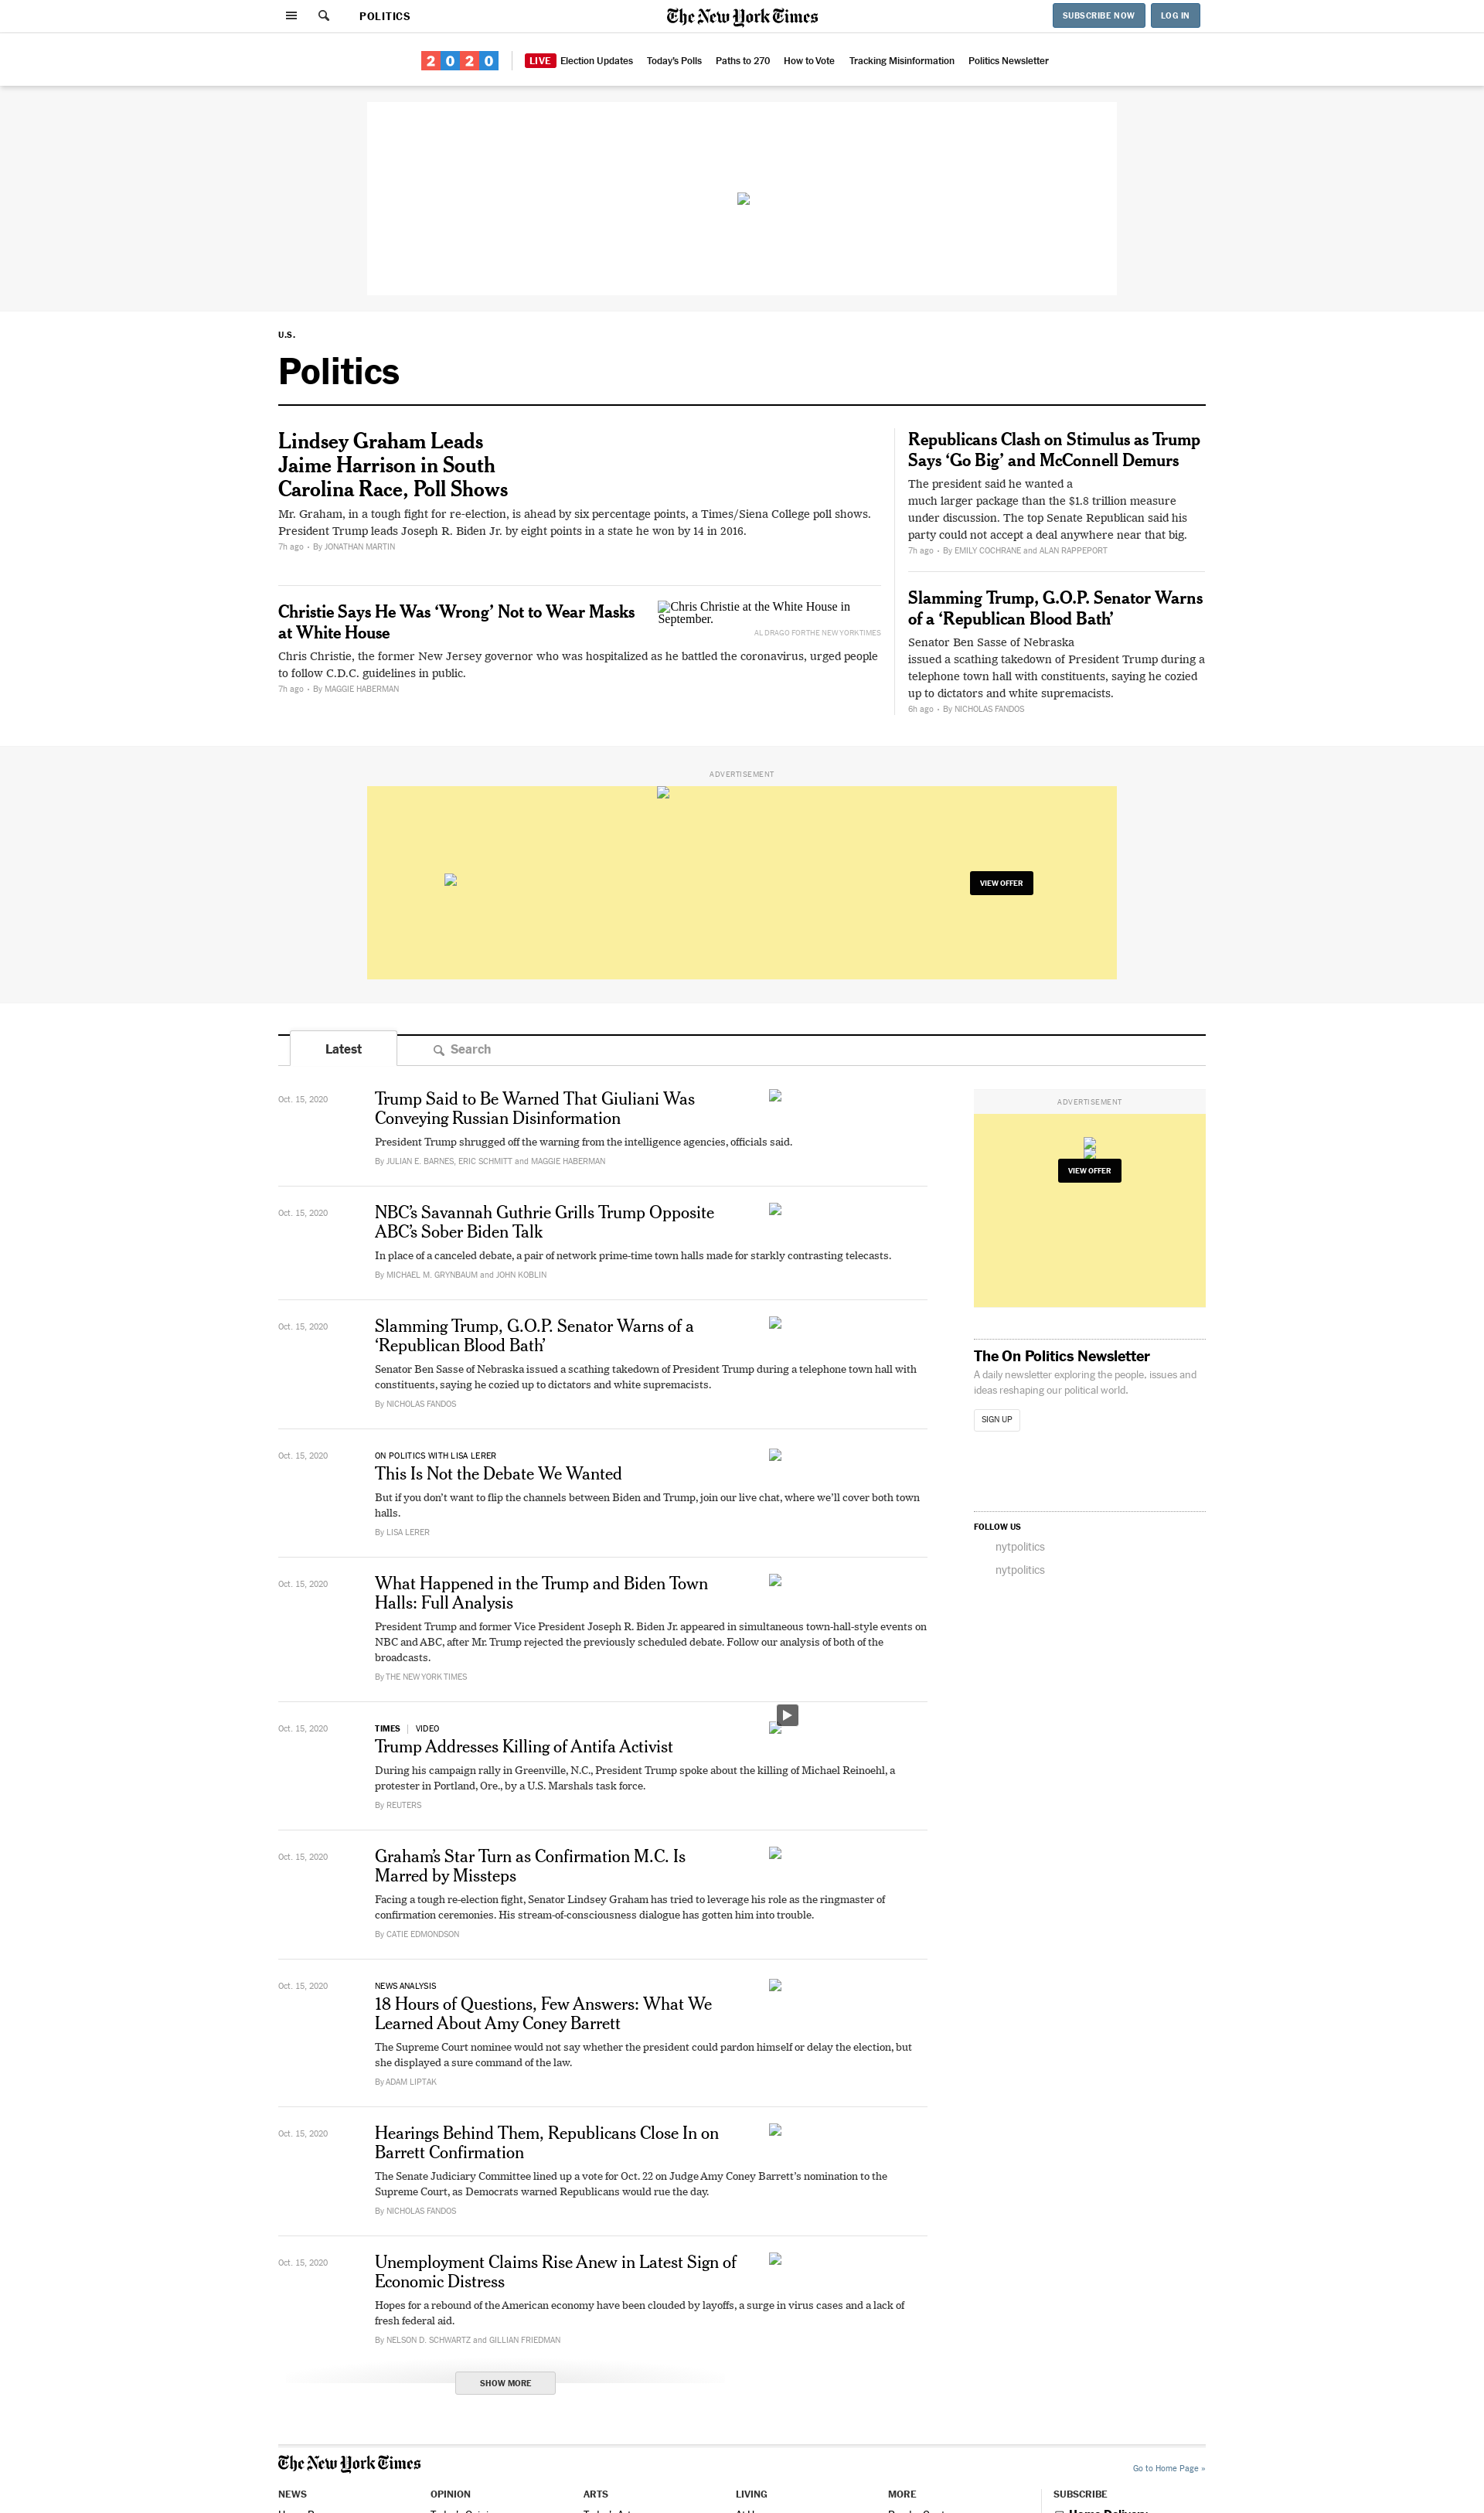 POLITICS
The New York Times
SUBSCRIBE NOW
LOG IN
2020
LIVE Election Updates
Today's Polls
Paths to 270
How to Vote
Tracking Misinformation
Politics Newsletter
U.S.
Politics
Lindsey Graham Leads
Jaime Harrison in South
Carolina Race, Poll Shows
Mr. Graham, in a tough fight for re-election, is ahead by six percentage points, a Times/Siena College poll shows.
President Trump leads Joseph R. Biden Jr. by eight points in a state he won by 14 in 2016.
7h ago • By JONATHAN MARTIN
Christie Says He Was ‘Wrong’ Not to Wear Masks
at White House
Chris Christie at the White House in
September.
AL DRAGO FOR THE NEW YORK TIMES
Chris Christie, the former New Jersey governor who was hospitalized as he battled the coronavirus, urged people
to follow C.D.C. guidelines in public.
7h ago • By MAGGIE HABERMAN
Republicans Clash on Stimulus as Trump
Says ‘Go Big’ and McConnell Demurs
The president said he wanted a
much larger package than the $1.8 trillion measure
under discussion. The top Senate Republican said his
party could not accept a deal anywhere near that big.
7h ago • By EMILY COCHRANE and ALAN RAPPEPORT
Slamming Trump, G.O.P. Senator Warns
of a ‘Republican Blood Bath’
Senator Ben Sasse of Nebraska
issued a scathing takedown of President Trump during a
telephone town hall with constituents, saying he cozied
up to dictators and white supremacists.
6h ago • By NICHOLAS FANDOS
ADVERTISEMENT
VIEW OFFER
Latest
Search
Oct. 15, 2020
Trump Said to Be Warned That Giuliani Was
Conveying Russian Disinformation
President Trump shrugged off the warning from the intelligence agencies, officials said.
By JULIAN E. BARNES, ERIC SCHMITT and MAGGIE HABERMAN
Oct. 15, 2020
NBC’s Savannah Guthrie Grills Trump Opposite
ABC’s Sober Biden Talk
In place of a canceled debate, a pair of network prime-time town halls made for starkly contrasting telecasts.
By MICHAEL M. GRYNBAUM and JOHN KOBLIN
Oct. 15, 2020
Slamming Trump, G.O.P. Senator Warns of a
‘Republican Blood Bath’
Senator Ben Sasse of Nebraska issued a scathing takedown of President Trump during a telephone town hall with
constituents, saying he cozied up to dictators and white supremacists.
By NICHOLAS FANDOS
Oct. 15, 2020
ON POLITICS WITH LISA LERER
This Is Not the Debate We Wanted
But if you don’t want to flip the channels between Biden and Trump, join our live chat, where we’ll cover both town
halls.
By LISA LERER
Oct. 15, 2020
What Happened in the Trump and Biden Town
Halls: Full Analysis
President Trump and former Vice President Joseph R. Biden Jr. appeared in simultaneous town-hall-style events on
NBC and ABC, after Mr. Trump rejected the previously scheduled debate. Follow our analysis of both of the
broadcasts.
By THE NEW YORK TIMES
Oct. 15, 2020
TIMES | VIDEO
Trump Addresses Killing of Antifa Activist
During his campaign rally in Greenville, N.C., President Trump spoke about the killing of Michael Reinoehl, a
protester in Portland, Ore., by a U.S. Marshals task force.
By REUTERS
Oct. 15, 2020
Graham’s Star Turn as Confirmation M.C. Is
Marred by Missteps
Facing a tough re-election fight, Senator Lindsey Graham has tried to leverage his role as the ringmaster of
confirmation ceremonies. His stream-of-consciousness dialogue has gotten him into trouble.
By CATIE EDMONDSON
Oct. 15, 2020
NEWS ANALYSIS
18 Hours of Questions, Few Answers: What We
Learned About Amy Coney Barrett
The Supreme Court nominee would not say whether the president could pardon himself or delay the election, but
she displayed a sure command of the law.
By ADAM LIPTAK
Oct. 15, 2020
Hearings Behind Them, Republicans Close In on
Barrett Confirmation
The Senate Judiciary Committee lined up a vote for Oct. 22 on Judge Amy Coney Barrett’s nomination to the
Supreme Court, as Democrats warned Republicans would rue the day.
By NICHOLAS FANDOS
Oct. 15, 2020
Unemployment Claims Rise Anew in Latest Sign of
Economic Distress
Hopes for a rebound of the American economy have been clouded by layoffs, a surge in virus cases and a lack of
fresh federal aid.
By NELSON D. SCHWARTZ and GILLIAN FRIEDMAN
SHOW MORE
ADVERTISEMENT
VIEW OFFER
The On Politics Newsletter
A daily newsletter exploring the people, issues and
ideas reshaping our political world.
SIGN UP
FOLLOW US
nytpolitics
nytpolitics
The New York Times
Go to Home Page »
NEWS
OPINION
ARTS
LIVING
MORE
SUBSCRIBE